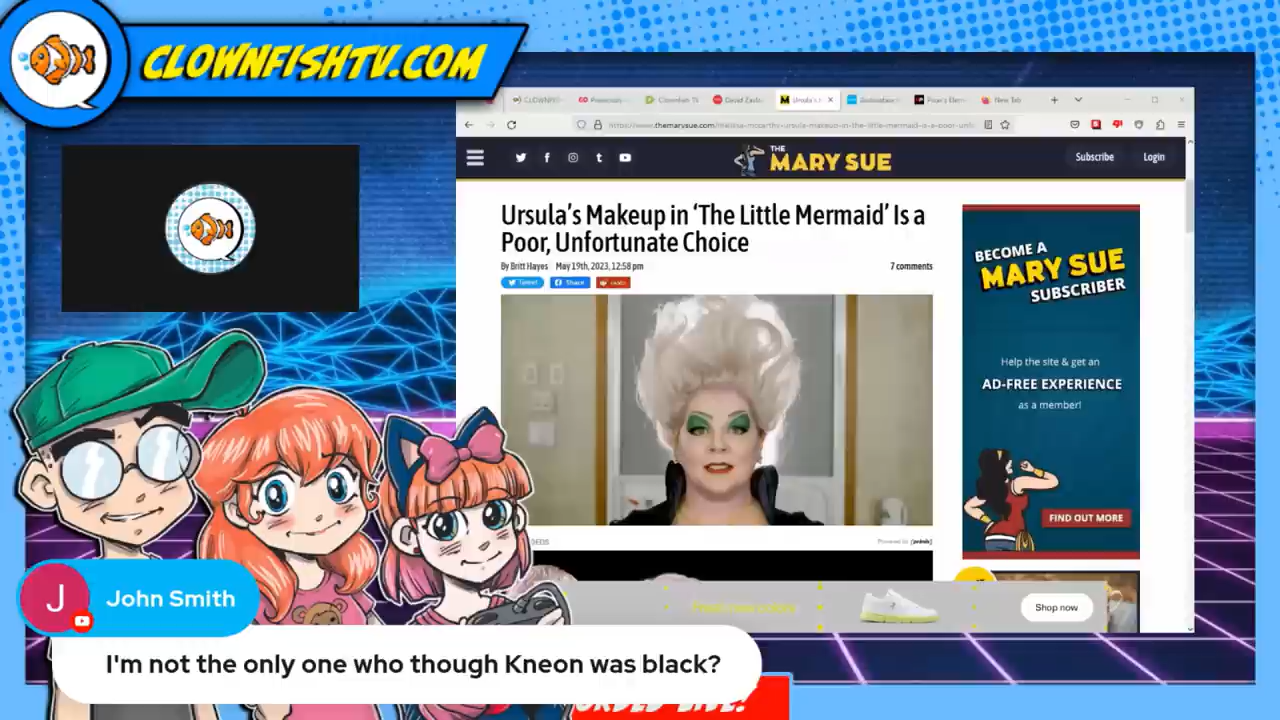 CLOWNFISHTV.COM
New Tab
THE
MARY SUE
Subscribe
Login
Ursula's Makeup in 'The Little Mermaid' Is a
Poor, Unfortunate Choice
By Britt Hayes May 19th, 2023, 12:58 pm
7 comments
Tweet
Share
BECOME A
MARY SUE
SUBSCRIBER
Help the site & get an
AD-FREE EXPERIENCE
as a member!
FIND OUT MORE
Shop now
J
John Smith
I'm not the only one who though Kneon was black?
LIVE!